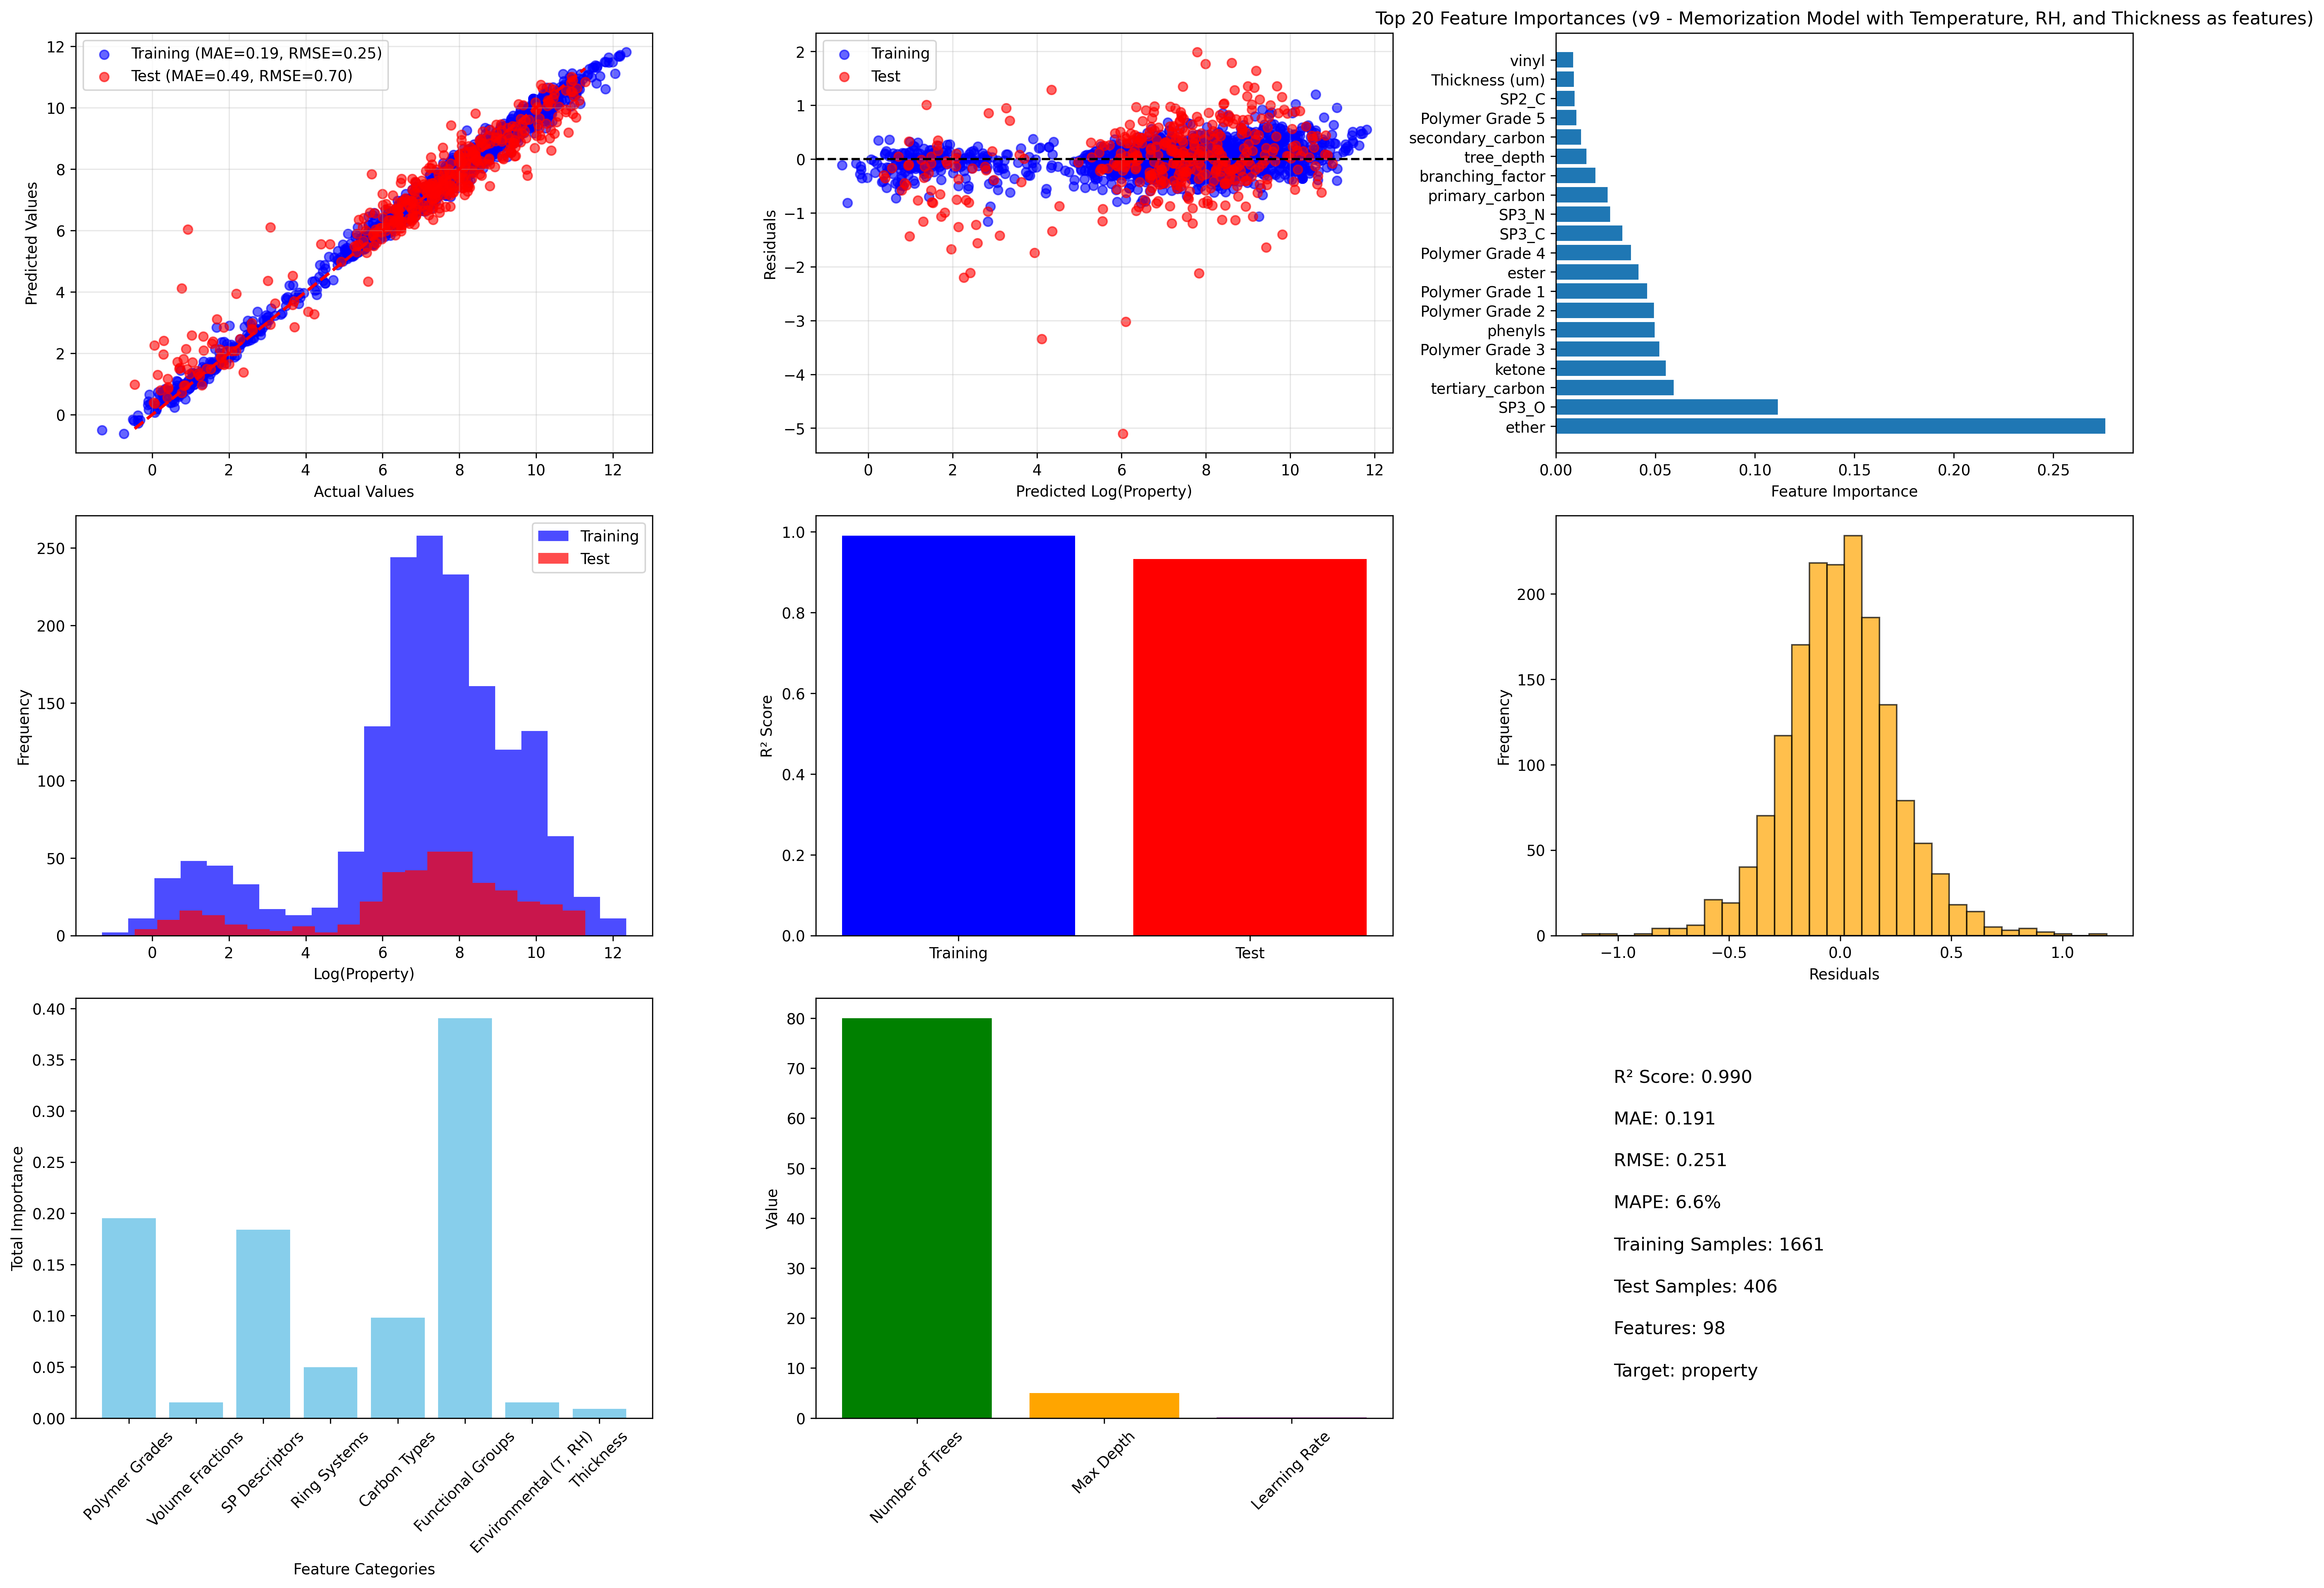 Training (MAE=0.19, RMSE=0.25)
Test (MAE=0.49, RMSE=0.70)
12
10
8
6
4
2
0
Predicted Values
0 2 4 6 8 10 12
Actual Values
Training
Test
2
1
0
−1
−2
−3
−4
−5
Residuals
0 2 4 6 8 10 12
Predicted Log(Property)
Top 20 Feature Importances (v9 - Memorization Model with Temperature, RH, and Thickness as features)
vinyl
Thickness (um)
SP2_C
Polymer Grade 5
secondary_carbon
tree_depth
branching_factor
primary_carbon
SP3_N
SP3_C
Polymer Grade 4
ester
Polymer Grade 1
Polymer Grade 2
phenyls
Polymer Grade 3
ketone
tertiary_carbon
SP3_O
ether
0.00 0.05 0.10 0.15 0.20 0.25
Feature Importance
Training
Test
250
200
150
100
50
0
Frequency
0 2 4 6 8 10 12
Log(Property)
1.0
0.8
0.6
0.4
0.2
0.0
R² Score
Training Test
200
150
100
50
0
Frequency
−1.0 −0.5 0.0 0.5 1.0
Residuals
0.40
0.35
0.30
0.25
0.20
0.15
0.10
0.05
0.00
Total Importance
Polymer Grades
Volume Fractions
SP Descriptors
Ring Systems
Carbon Types
Functional Groups
Environmental (T, RH)
Thickness
Feature Categories
80
70
60
50
40
30
20
10
0
Value
Number of Trees
Max Depth
Learning Rate
R² Score: 0.990
MAE: 0.191
RMSE: 0.251
MAPE: 6.6%
Training Samples: 1661
Test Samples: 406
Features: 98
Target: property